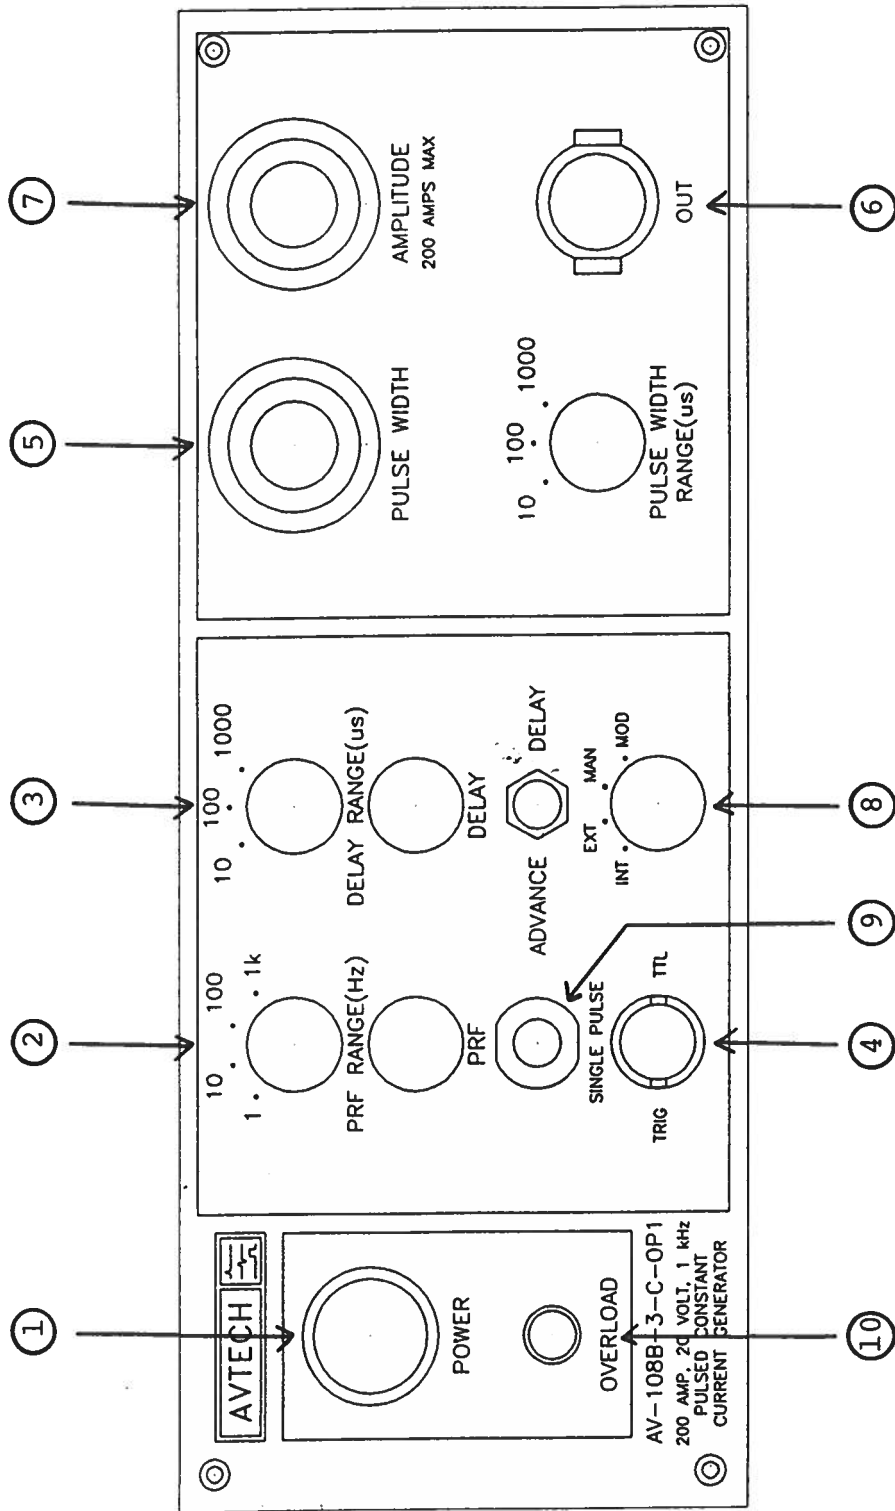 1
2
3
5
7
AVTECH
POWER
OVERLOAD
AV-108B-3-C-OP1
200 AMP, 20 VOLT, 1 kHz
PULSED CONSTANT
CURRENT GENERATOR
1 10 100 1k
PRF RANGE(Hz)
PRF
SINGLE PULSE
TRIG TTL
10 100 1000
DELAY RANGE(us)
DELAY
ADVANCE DELAY
INT EXT MAN MOD
PULSE WIDTH
10 100 1000
PULSE WIDTH
RANGE(us)
AMPLITUDE
200 AMPS MAX
OUT
10
4
9
8
6